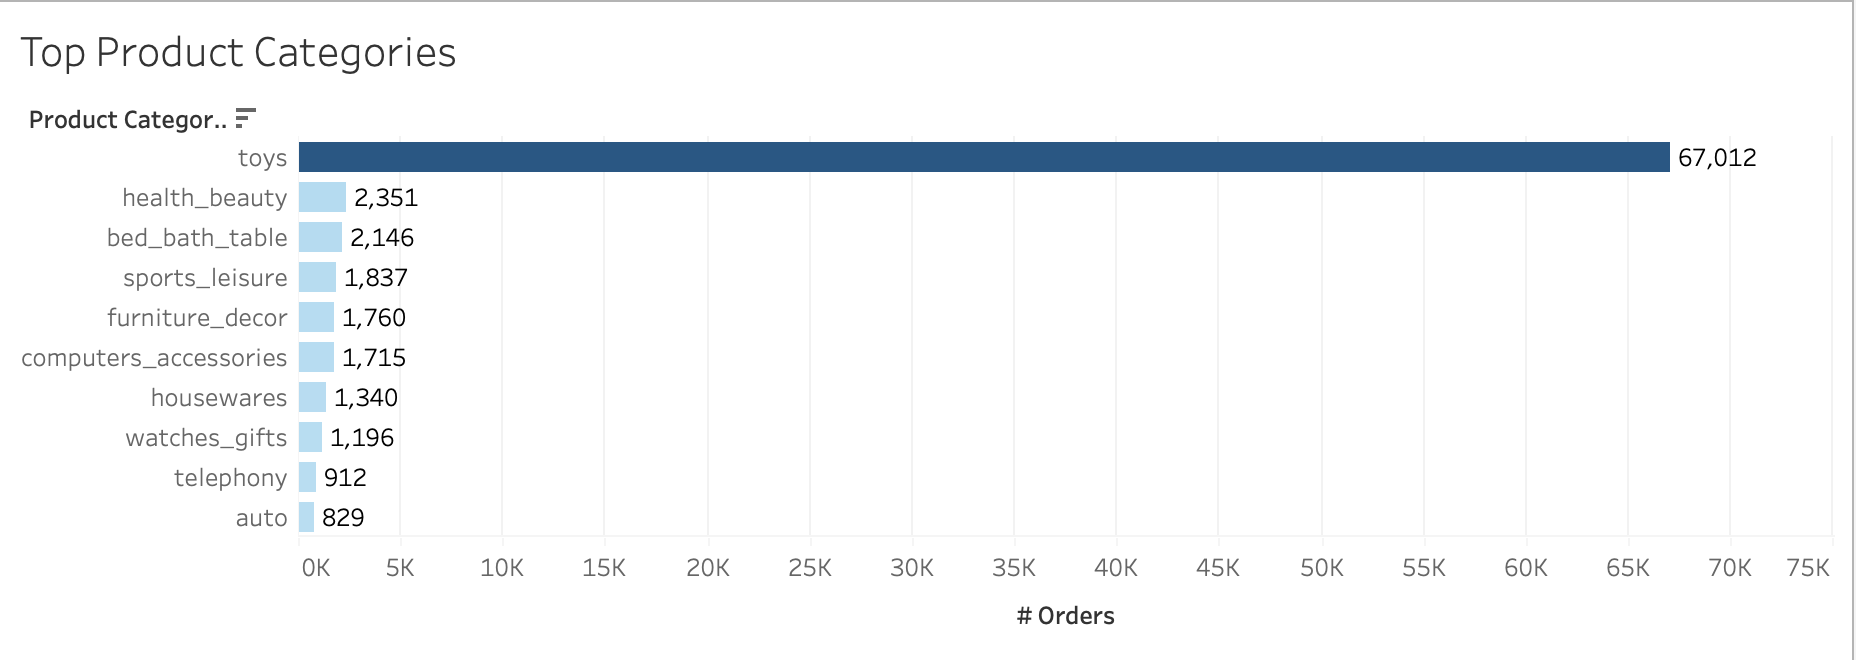 Top Product Categories
Product Categor..
toys 67,012
health_beauty 2,351
bed_bath_table 2,146
sports_leisure 1,837
furniture_decor 1,760
computers_accessories 1,715
housewares 1,340
watches_gifts 1,196
telephony 912
auto 829
0K 5K 10K 15K 20K 25K 30K 35K 40K 45K 50K 55K 60K 65K 70K 75K
# Orders